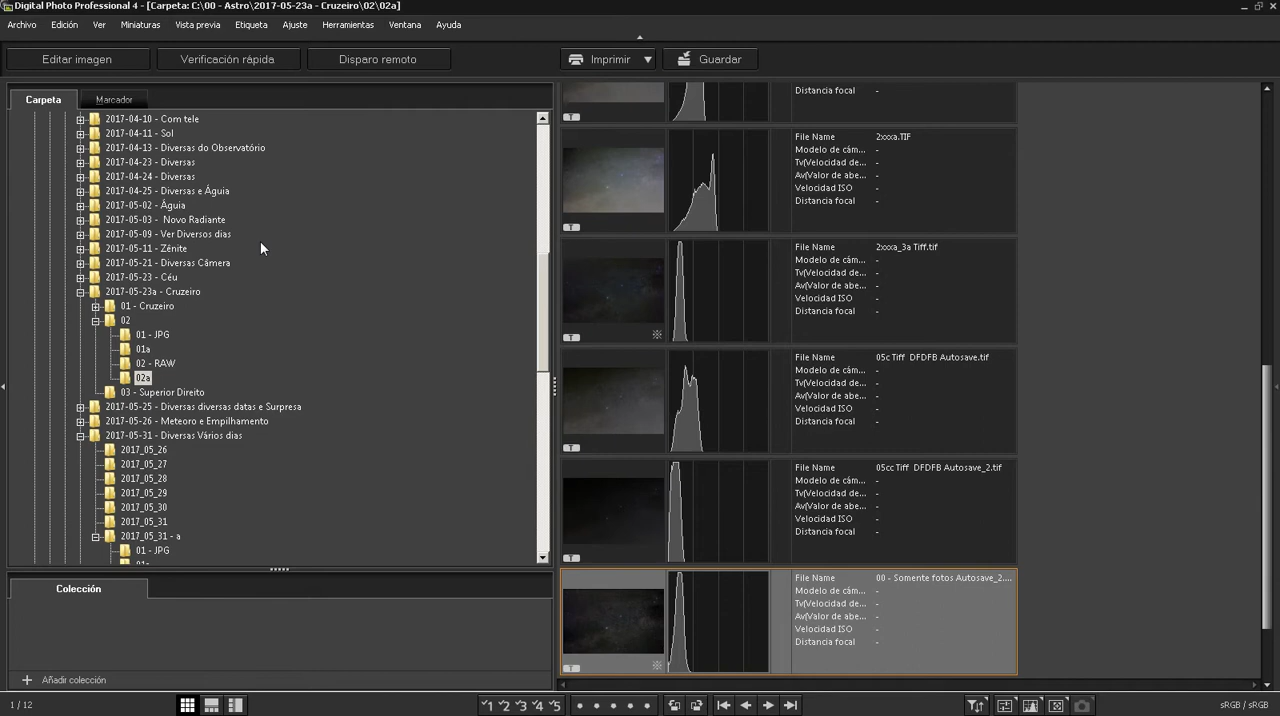 Digital Photo Professional 4 - [Carpeta: C:\00 - Astro\2017-05-23a - Cruzeiro\02\02a]
Archivo Edición Ver Miniaturas Vista previa Etiqueta Ajuste Herramientas Ventana Ayuda
Editar imagen Verificación rápida Disparo remoto Imprimir Guardar
Carpeta Marcador
2017-04-10 - Com tele
2017-04-11 - Sol
2017-04-13 - Diversas do Observatório
2017-04-23 - Diversas
2017-04-24 - Diversas
2017-04-25 - Diversas e Águia
2017-05-02 - Águia
2017-05-03 - Novo Radiante
2017-05-09 - Ver Diversos dias
2017-05-11 - Zênite
2017-05-21 - Diversas Câmera
2017-05-23 - Céu
2017-05-23a - Cruzeiro
01 - Cruzeiro
02
01 - JPG
01a
02 - RAW
02a
03 - Superior Direito
2017-05-25 - Diversas diversas datas e Surpresa
2017-05-26 - Meteoro e Empilhamento
2017-05-31 - Diversas Vários dias
2017_05_26
2017_05_27
2017_05_28
2017_05_29
2017_05_30
2017_05_31
2017_05_31 - a
01 - JPG
Colección
Añadir colección
Distancia focal -
File Name 2xxxa.TIF
Modelo de cám... -
Tv(Velocidad de... -
Av(Valor de abe... -
Velocidad ISO -
Distancia focal -
File Name 2xxxa_3a Tiff.tif
Modelo de cám... -
Tv(Velocidad de... -
Av(Valor de abe... -
Velocidad ISO -
Distancia focal -
File Name 05c Tiff DFDFB Autosave.tif
Modelo de cám... -
Tv(Velocidad de... -
Av(Valor de abe... -
Velocidad ISO -
Distancia focal -
File Name 05cc Tiff DFDFB Autosave_2.tif
Modelo de cám... -
Tv(Velocidad de... -
Av(Valor de abe... -
Velocidad ISO -
Distancia focal -
File Name 00 - Somente fotos Autosave_2....
Modelo de cám... -
Tv(Velocidad de... -
Av(Valor de abe... -
Velocidad ISO -
Distancia focal -
1 / 12 1 2 3 4 5 sRGB / sRGB